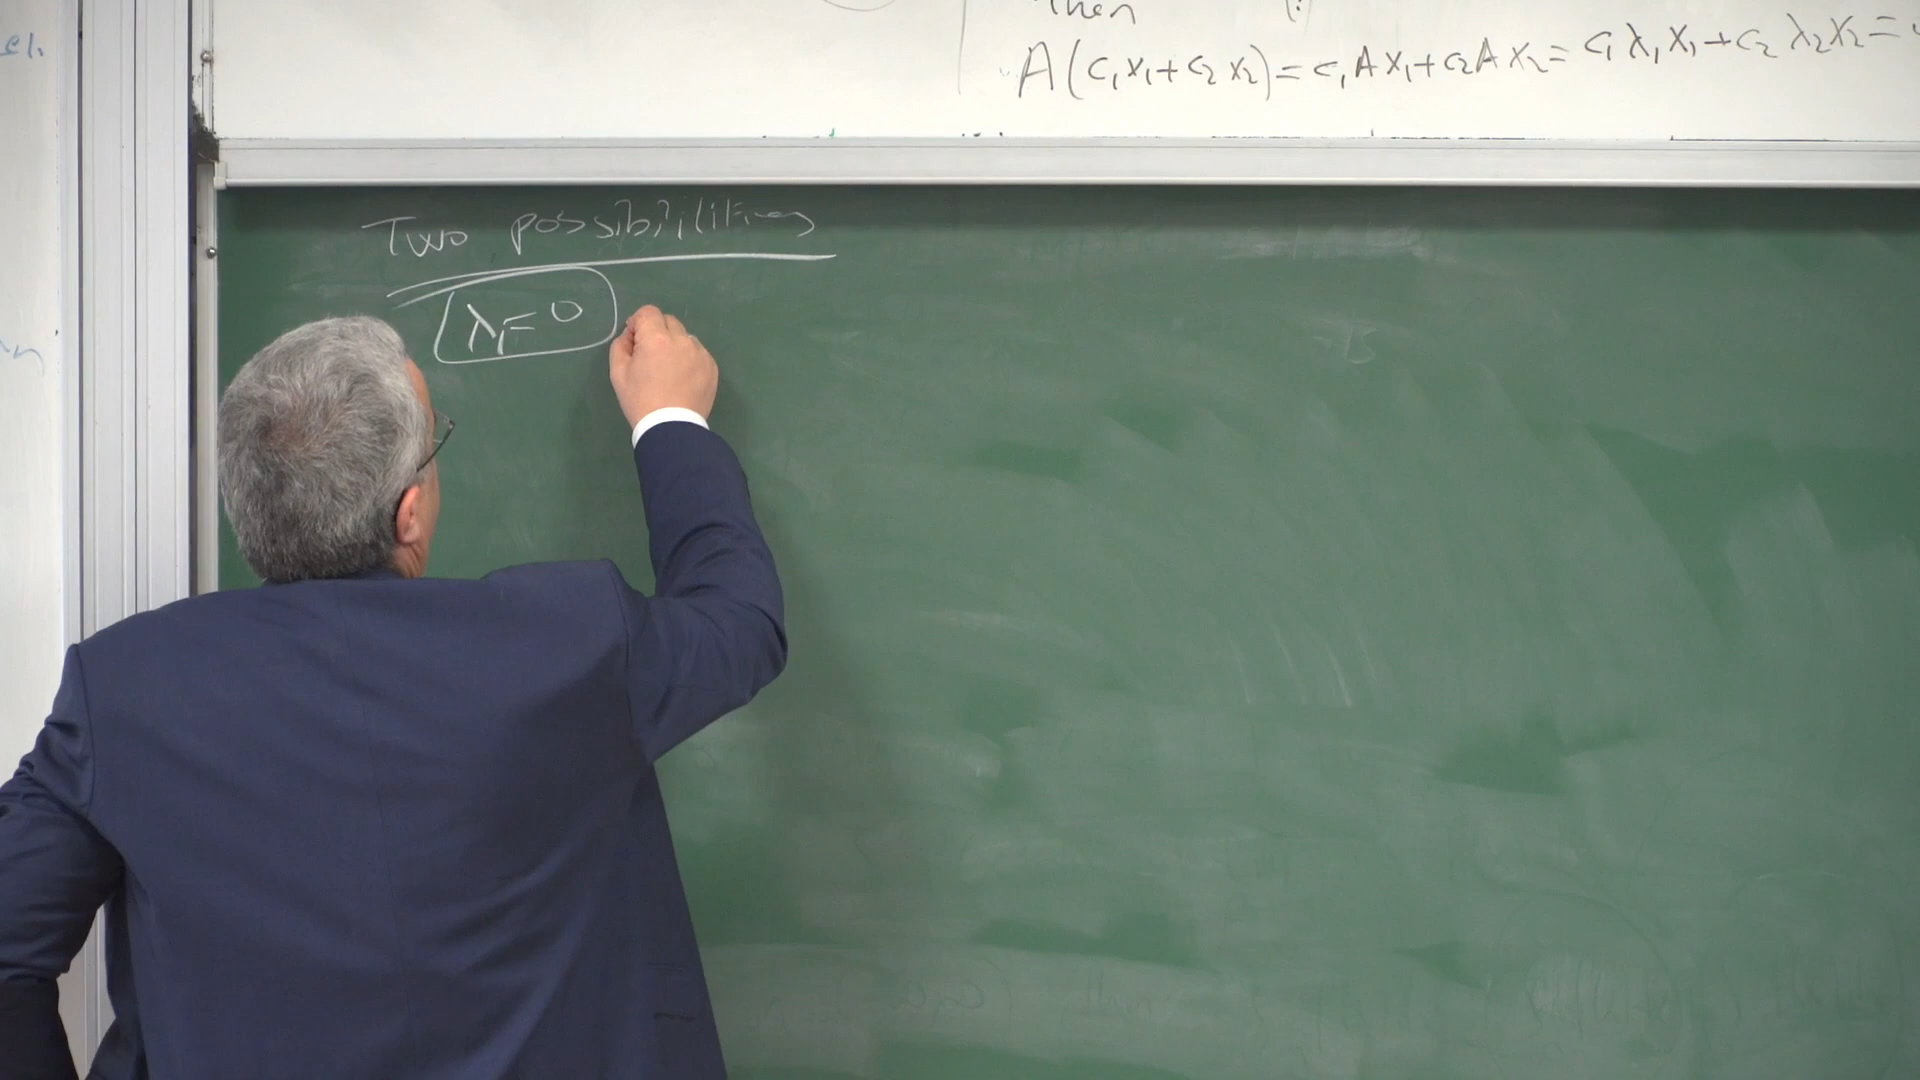 Then
A(c₁x₁+c₂x₂)=c₁Ax₁+c₂Ax₂=c₁λ₁x₁+c₂λ₂x₂=
Two possibilities
λ₁=0